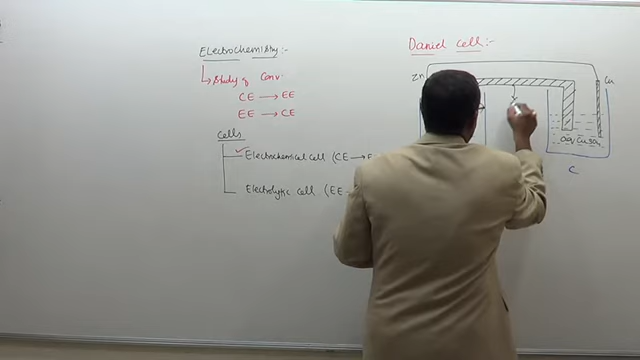 Electrochemistry:-
Study of Conv.
CE → EE
EE → CE
Cells
Electrochemical cell (CE → E
Electrolytic cell (EE →
Daniel cell:-
Zn
Cu
aq CuSO4
C